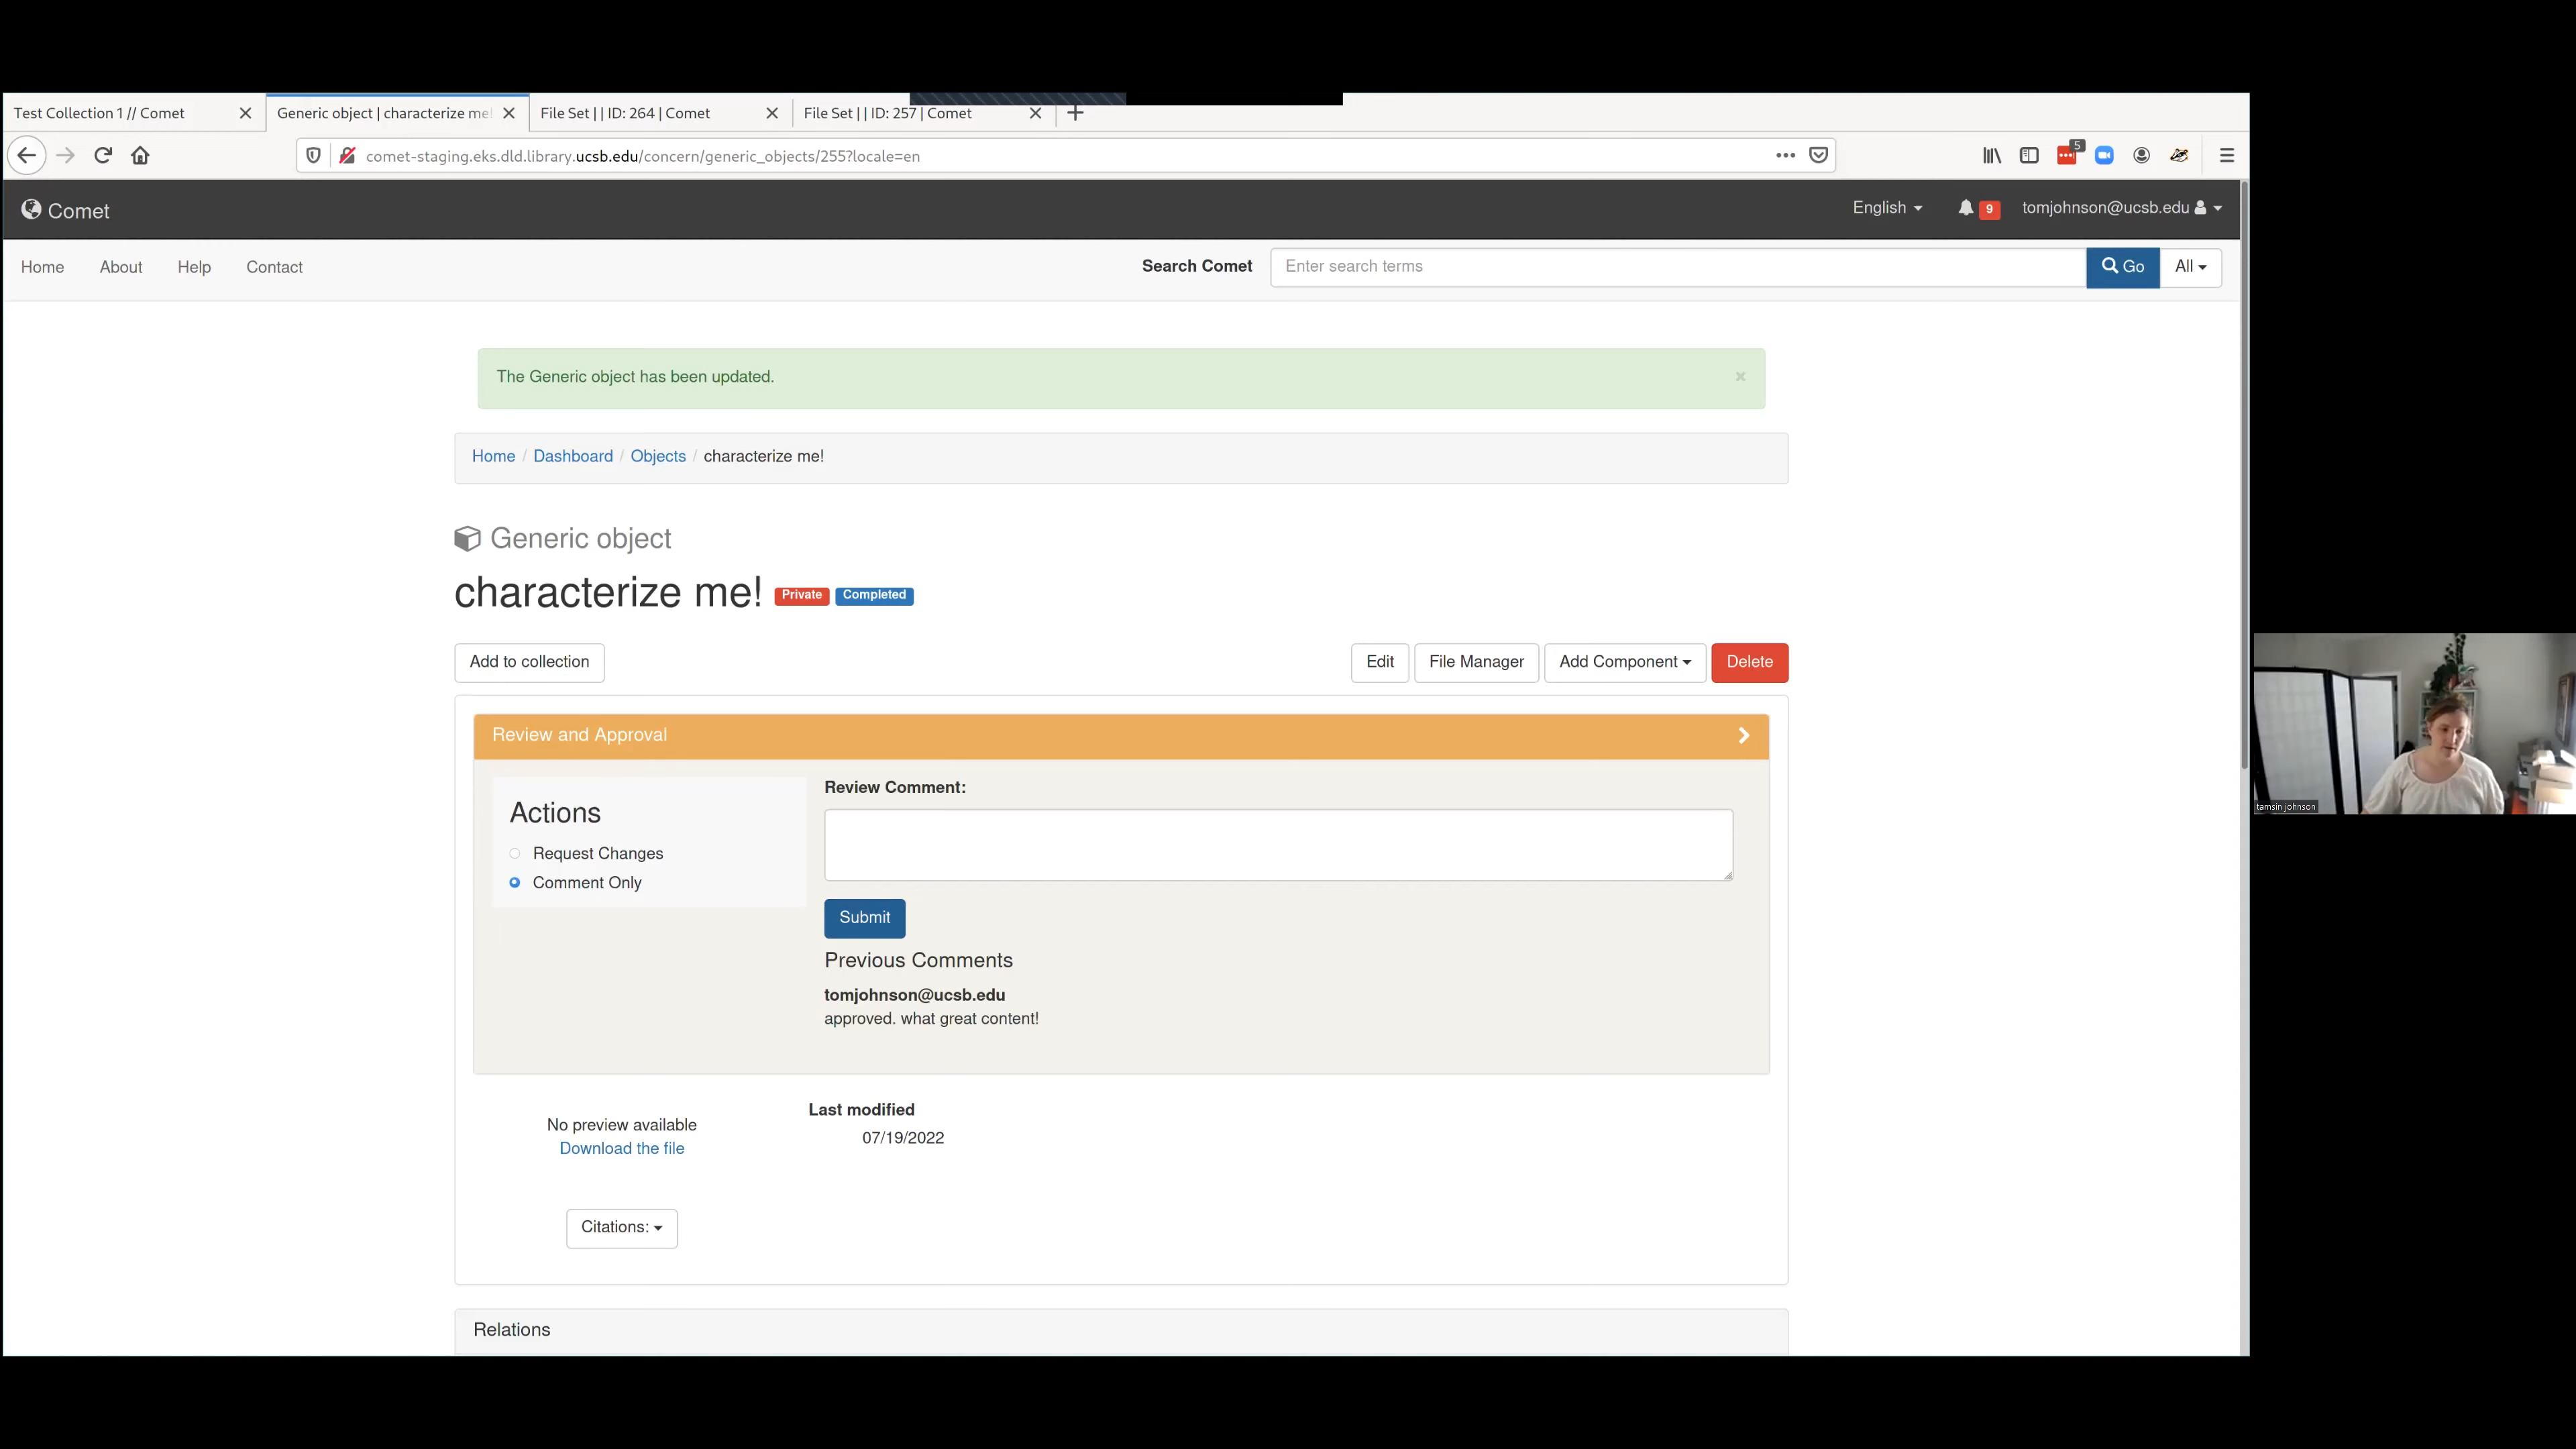 Test Collection 1 // Comet
Generic object | characterize me!
File Set | | ID: 264 | Comet
File Set | | ID: 257 | Comet
comet-staging.eks.dld.library.ucsb.edu/concern/generic_objects/255?locale=en
5
Comet
English
9
tomjohnson@ucsb.edu
Home About Help Contact
Search Comet
Enter search terms
Go
All
The Generic object has been updated.
Home / Dashboard / Objects / characterize me!
Generic object
characterize me! Private Completed
Add to collection
Edit
File Manager
Add Component
Delete
Review and Approval
Actions
Request Changes
Comment Only
Review Comment:
Submit
Previous Comments
tomjohnson@ucsb.edu
approved. what great content!
No preview available
Download the file
Last modified
07/19/2022
Citations:
Relations
tamsin johnson